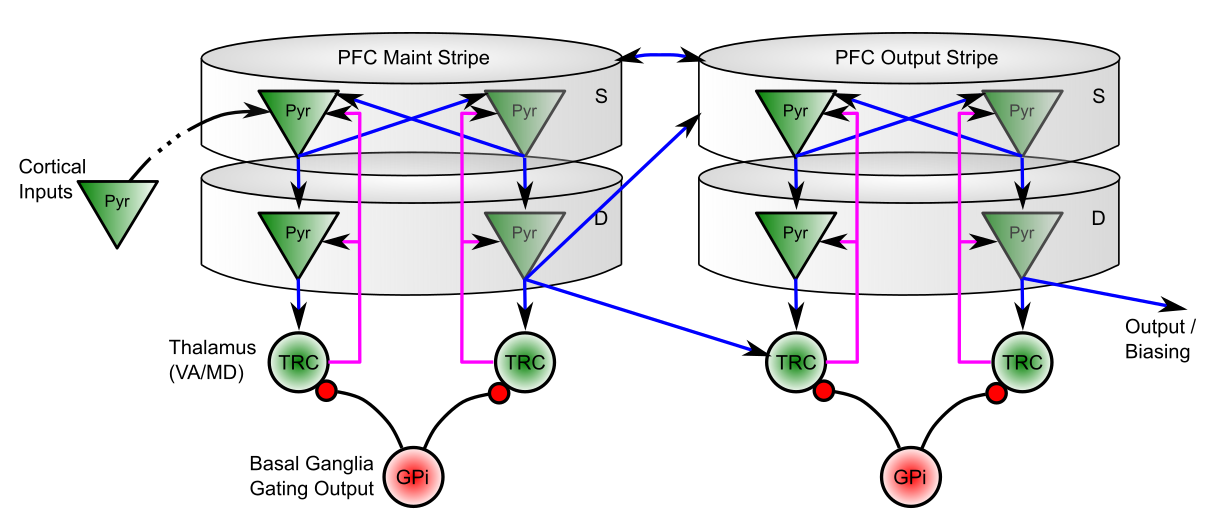 PFC Maint Stripe
PFC Output Stripe
Pyr
Pyr
S
Pyr
Pyr
S
Cortical
Inputs
Pyr
Pyr
Pyr
D
Pyr
Pyr
D
Output /
Biasing
Thalamus
(VA/MD)
TRC
TRC
TRC
TRC
Basal Ganglia
Gating Output
GPi
GPi